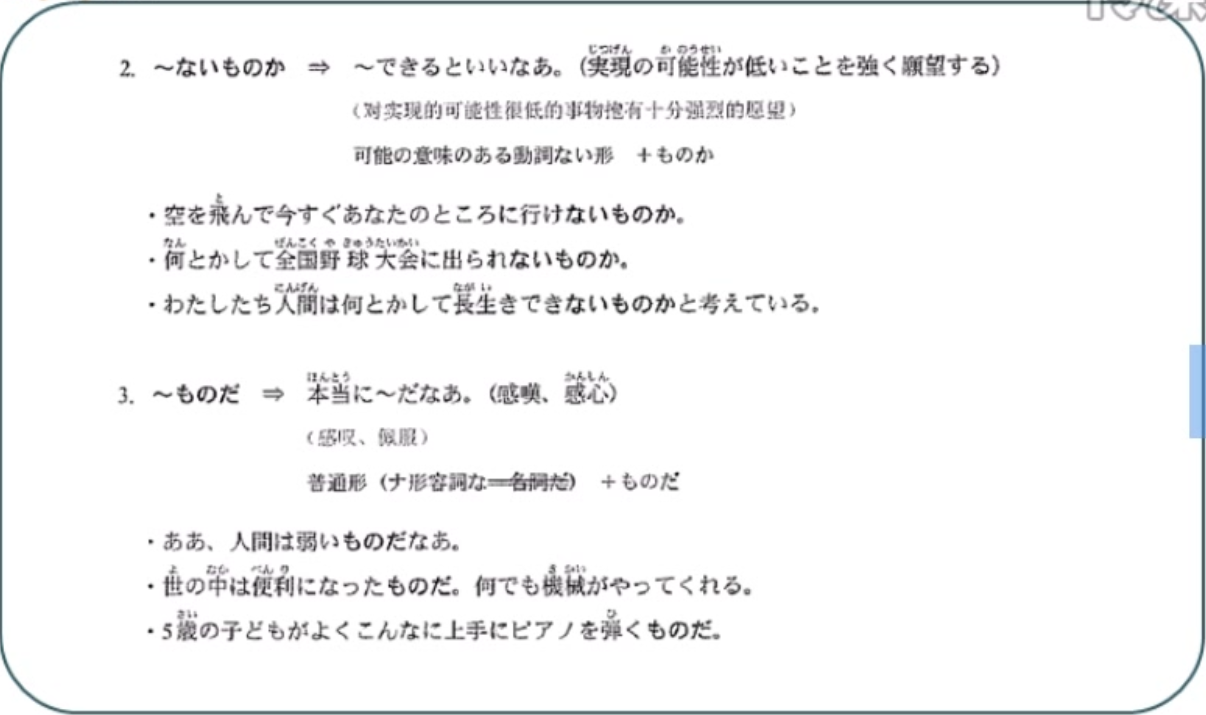 2. ～ないものか ⇒ ～できるといいなあ。(実現の可能性が低いことを強く願望する)
（对实现的可能性很低的事物抱有十分强烈的愿望）
可能の意味のある動詞ない形 ＋ものか
・空を飛んで今すぐあなたのところに行けないものか。
・何とかして全国野球大会に出られないものか。
・わたしたち人間は何とかして長生きできないものかと考えている。
3. ～ものだ ⇒ 本当に～だなあ。(感嘆、感心)
（感叹、佩服）
普通形（ナ形容詞な 名詞だ）＋ものだ
・ああ、人間は弱いものだなあ。
・世の中は便利になったものだ。何でも機械がやってくれる。
・5歳の子どもがよくこんなに上手にピアノを弾くものだ。